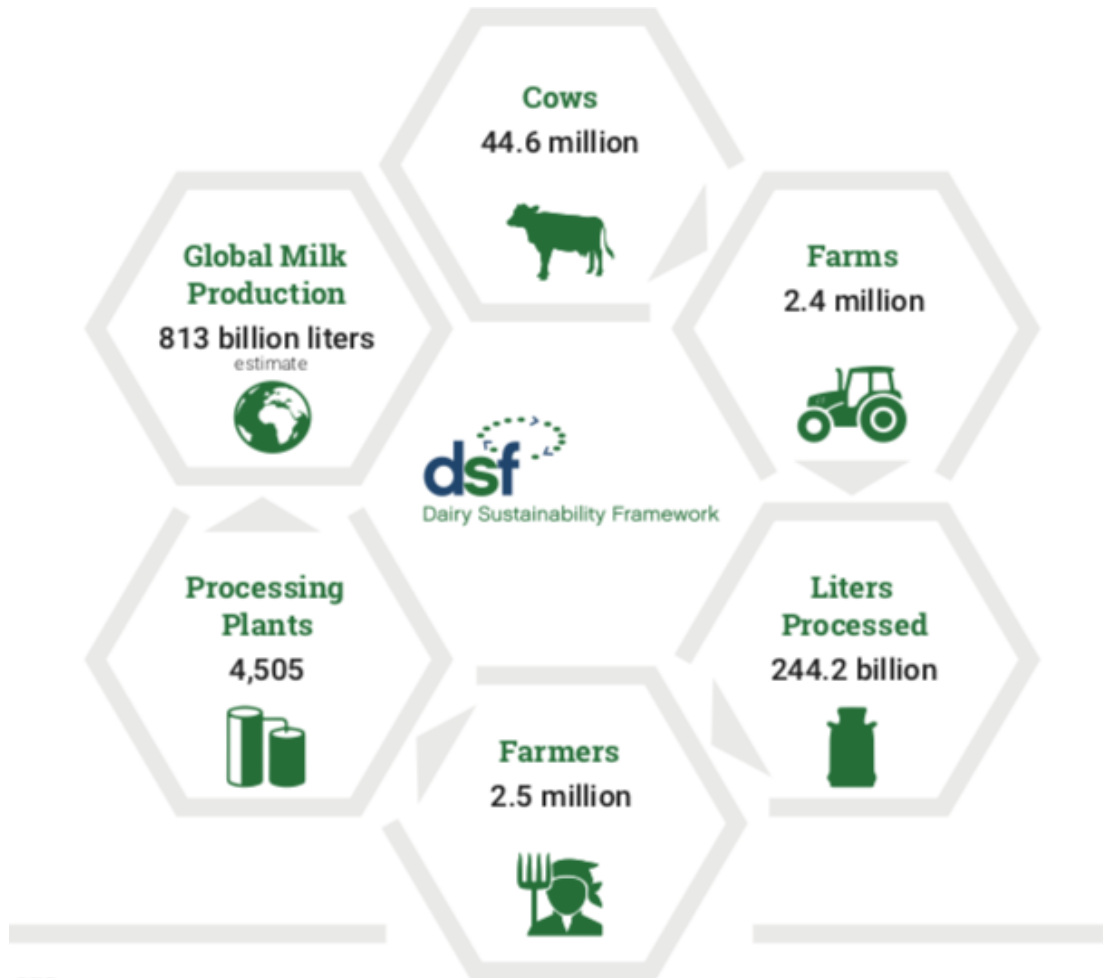 Cows
44.6 million
Farms
2.4 million
Liters
Processed
244.2 billion
Farmers
2.5 million
Processing
Plants
4,505
Global Milk
Production
813 billion liters
estimate
dsf
Dairy Sustainability Framework